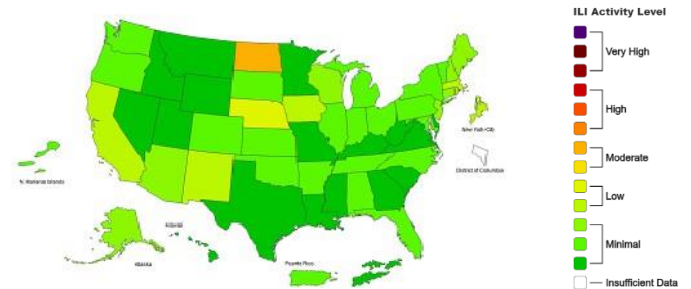 ILI Activity Level
Very High
High
New York City
Moderate
District of Columbia
N. Mariana Islands
Low
Hawaii
Minimal
Alaska
Puerto Rico
Insufficient Data